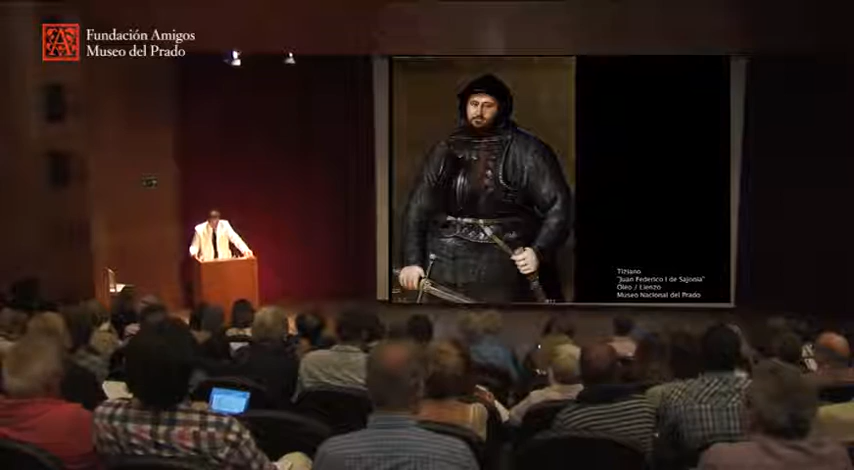 Fundación Amigos
Museo del Prado
Tiziano
"Juan Federico I de Sajonia"
Óleo / Lienzo
Museo Nacional del Prado